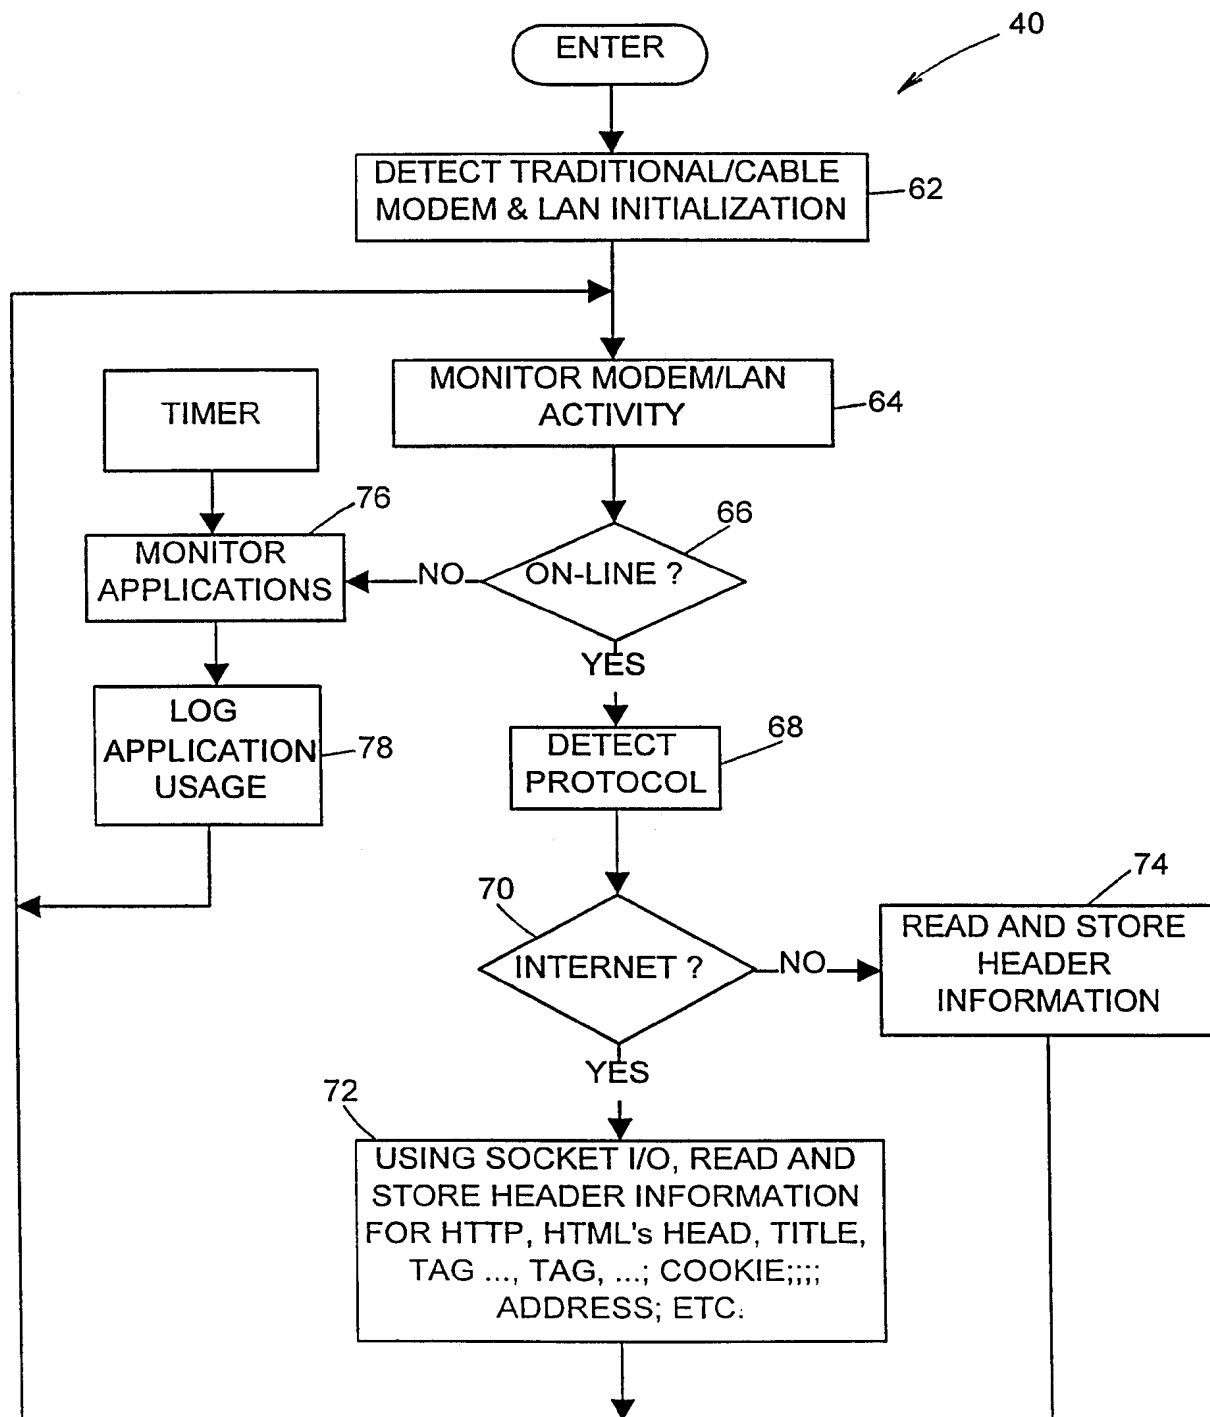 ENTER
40
DETECT TRADITIONAL/CABLE
MODEM & LAN INITIALIZATION
62
MONITOR MODEM/LAN
ACTIVITY
64
TIMER
76
MONITOR
APPLICATIONS
NO
ON-LINE ?
66
YES
LOG
APPLICATION
USAGE
78
DETECT
PROTOCOL
68
70
INTERNET ?
NO
74
READ AND STORE
HEADER
INFORMATION
YES
72
USING SOCKET I/O, READ AND
STORE HEADER INFORMATION
FOR HTTP, HTML's HEAD, TITLE,
TAG ..., TAG, ...; COOKIE;;;;
ADDRESS; ETC.